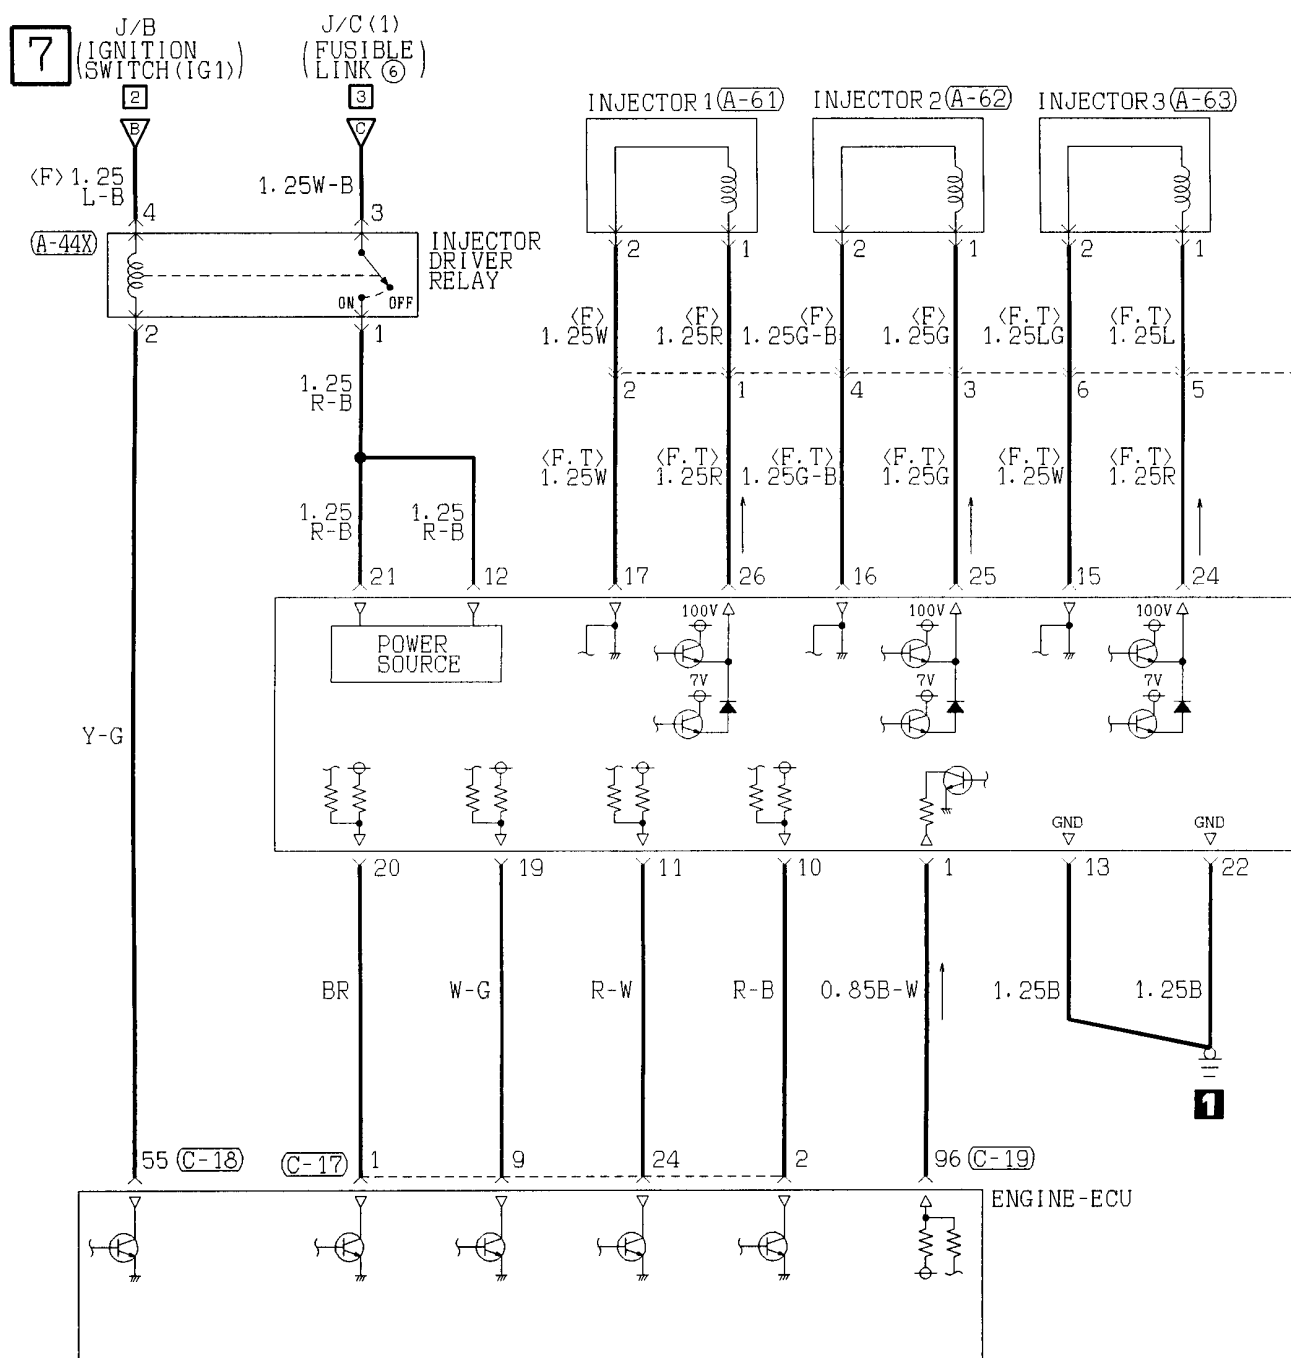 7
J/B
(IGNITION
SWITCH(IG1))
2
B
J/C(1)
(FUSIBLE
LINK ⑥)
3
C
INJECTOR 1 A-61
INJECTOR 2 A-62
INJECTOR 3 A-63
<F> 1.25
L-B
1.25W-B
4
3
A-44X
INJECTOR
DRIVER
RELAY
ON
OFF
2
1
2
1
2
1
2
1
<F>
1.25W
<F>
1.25R
<F>
1.25G-B
<F>
1.25G
<F.T>
1.25LG
<F.T>
1.25L
2
1
4
3
6
5
1.25
R-B
<F.T>
1.25W
<F.T>
1.25R
<F.T>
1.25G-B
<F.T>
1.25G
<F.T>
1.25W
<F.T>
1.25R
1.25
R-B
1.25
R-B
21
12
17
26
16
25
15
24
POWER
SOURCE
100V
100V
100V
7V
7V
7V
Y-G
GND
GND
20
19
11
10
1
13
22
BR
W-G
R-W
R-B
0.85B-W
1.25B
1.25B
1
55 C-18
C-17 1
9
24
2
96 C-19
ENGINE-ECU